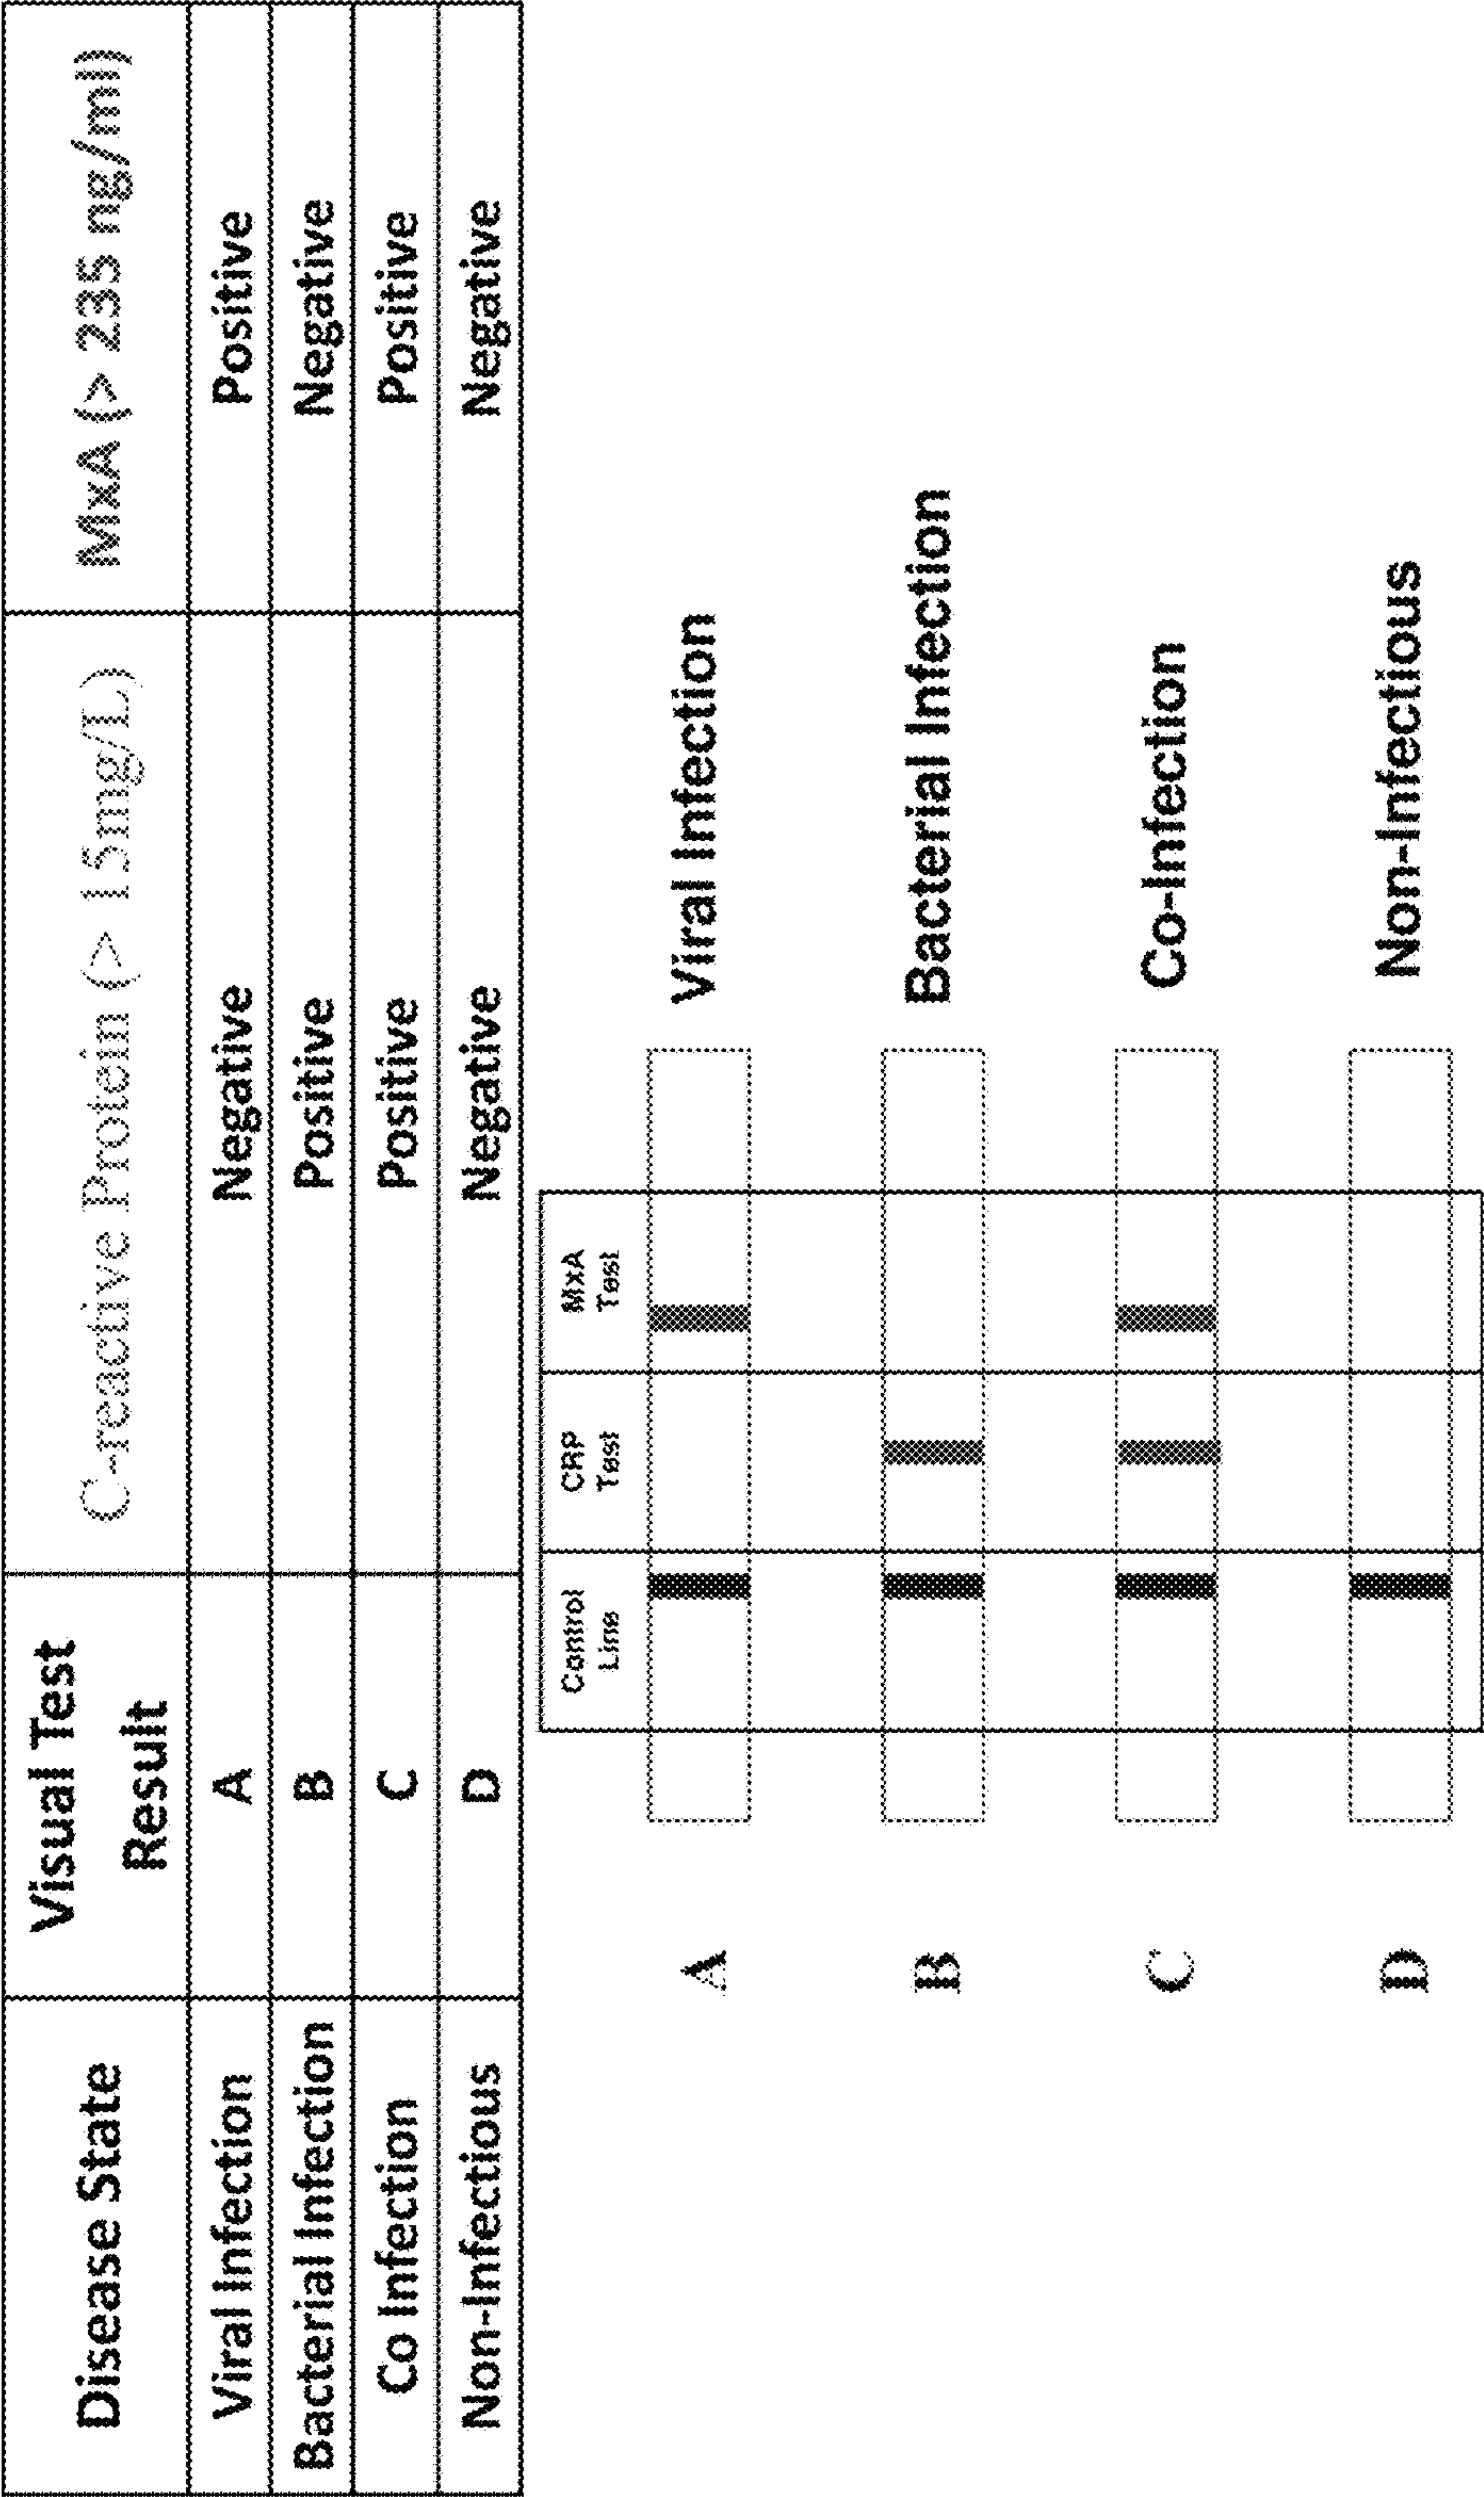 Disease State
Visual Test
Result
C-reactive Protein (> 15mg/L)
MxA (> 235 ng/ml)
Viral Infection
A
Negative
Positive
Bacterial Infection
B
Positive
Negative
Co Infection
C
Positive
Positive
Non-Infectious
D
Negative
Negative
Control
Line
CRP
Test
MxA
Test
A
Viral Infection
B
Bacterial Infection
C
Co-Infection
D
Non-Infectious